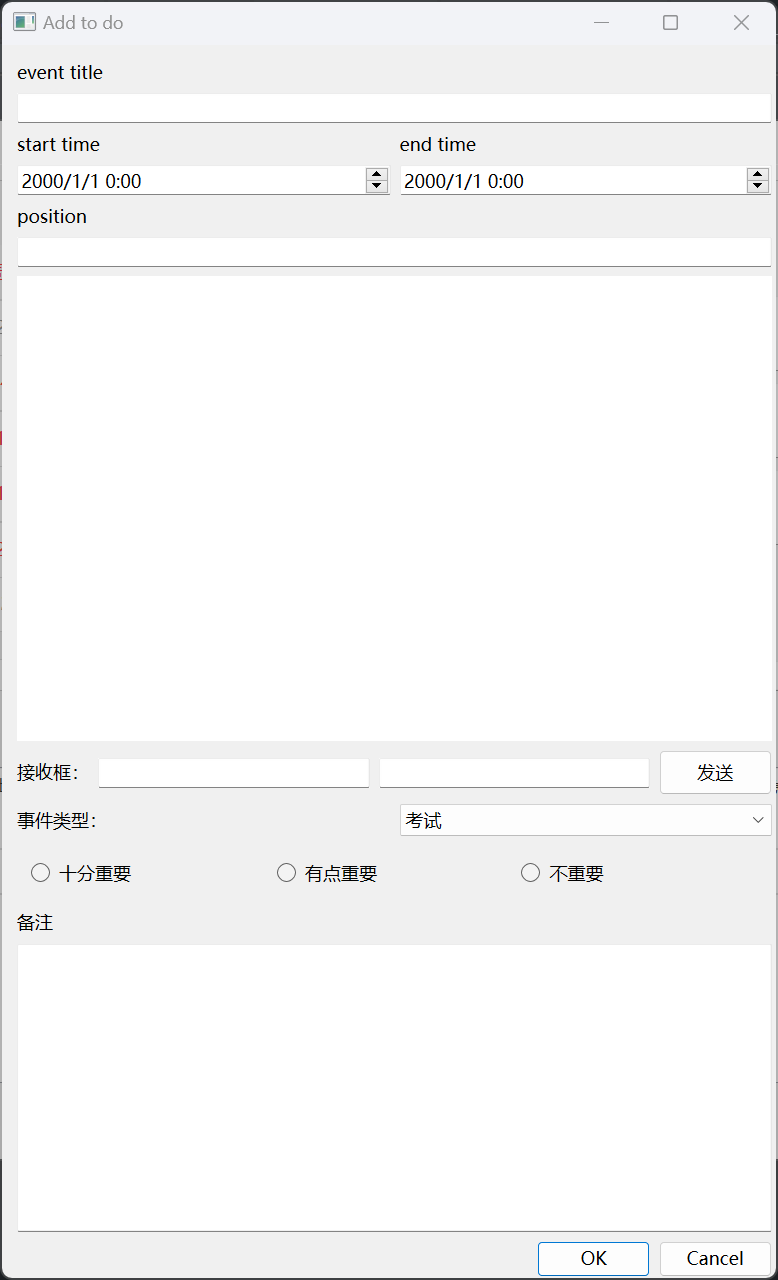 Add to do
event title
start time end time
2000/1/1 0:00 2000/1/1 0:00
position
接收框： 发送
事件类型： 考试
十分重要 有点重要 不重要
备注
OK Cancel